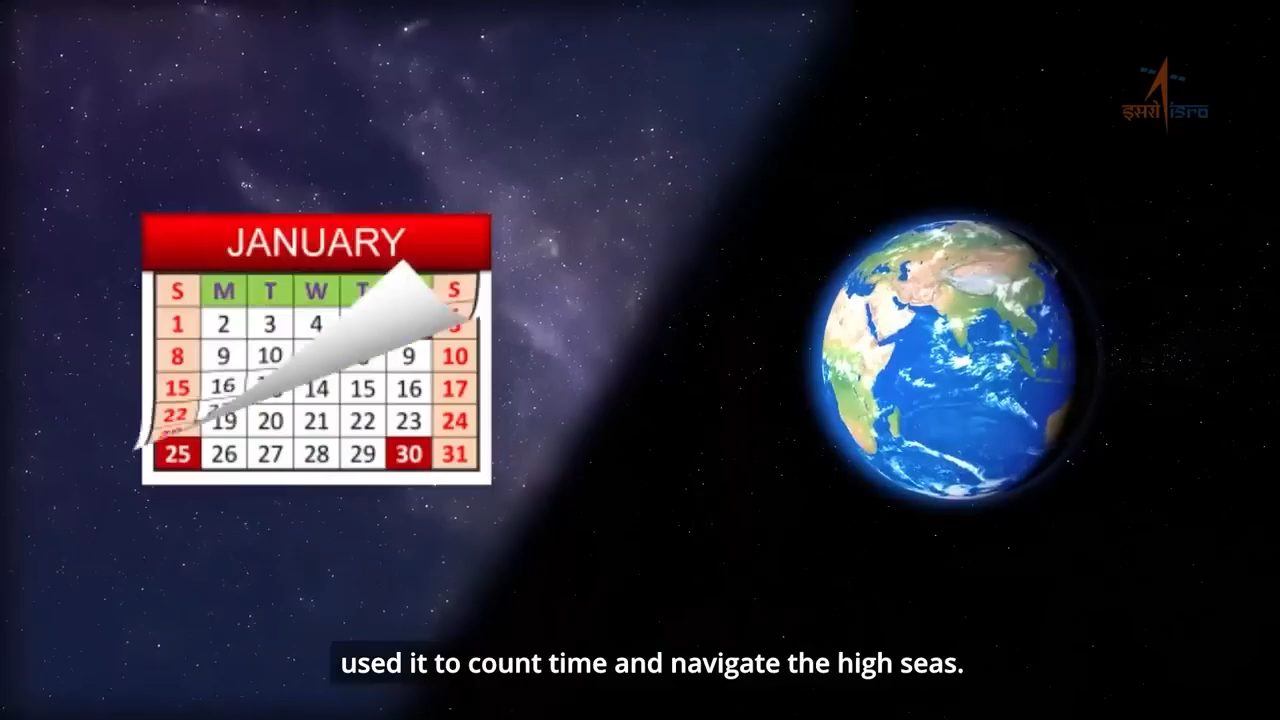 इसरो isro
JANUARY
S M T W T S
1 2 3 4
8 9 10 9 10
15 16 14 15 16 17
22 19 20 21 22 23 24
25 26 27 28 29 30 31
used it to count time and navigate the high seas.